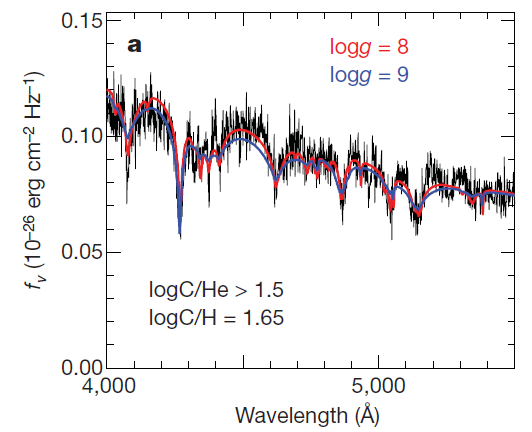 0.15
a
logg = 8
logg = 9
0.10
fν (10−26 erg cm−2 Hz−1)
0.05
logC/He > 1.5
logC/H = 1.65
0.00
4,000
5,000
Wavelength (Å)